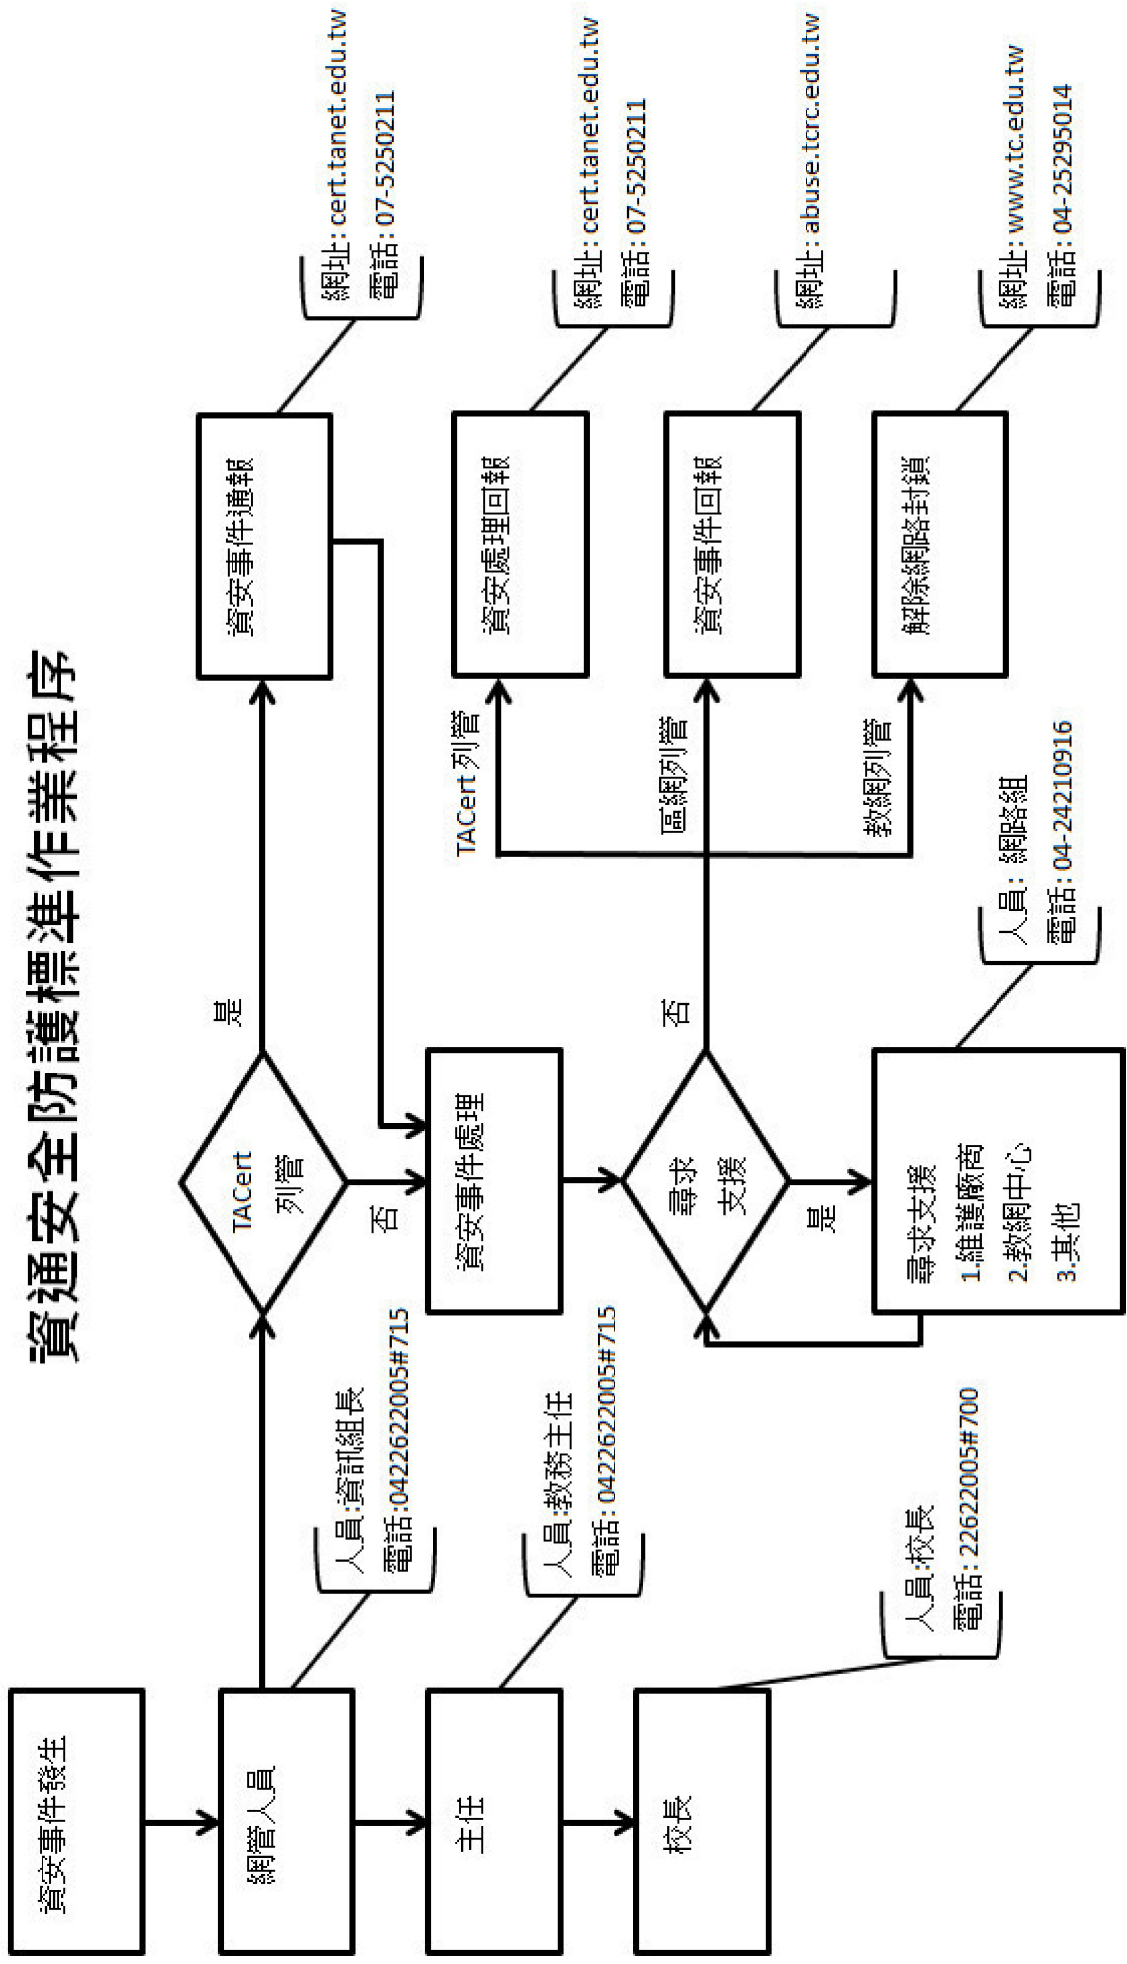 資通安全防護標準作業程序
資安事件發生
網管人員
人員:資訊組長
電話:0422622005#715
主任
人員:教務主任
電話: 0422622005#715
校長
人員:校長
電話: 22622005#700
TACert
列管
是
否
資安事件通報
網址: cert.tanet.edu.tw
電話: 07-5250211
資安事件處理
尋求
支援
否
是
尋求支援
1.維護廠商
2.教網中心
3.其他
人員: 網路組
電話: 04-24210916
TACert 列管
資安處理回報
網址: cert.tanet.edu.tw
電話: 07-5250211
區網列管
資安事件回報
網址: abuse.tcrc.edu.tw
教網列管
解除網路封鎖
網址: www.tc.edu.tw
電話: 04-25295014